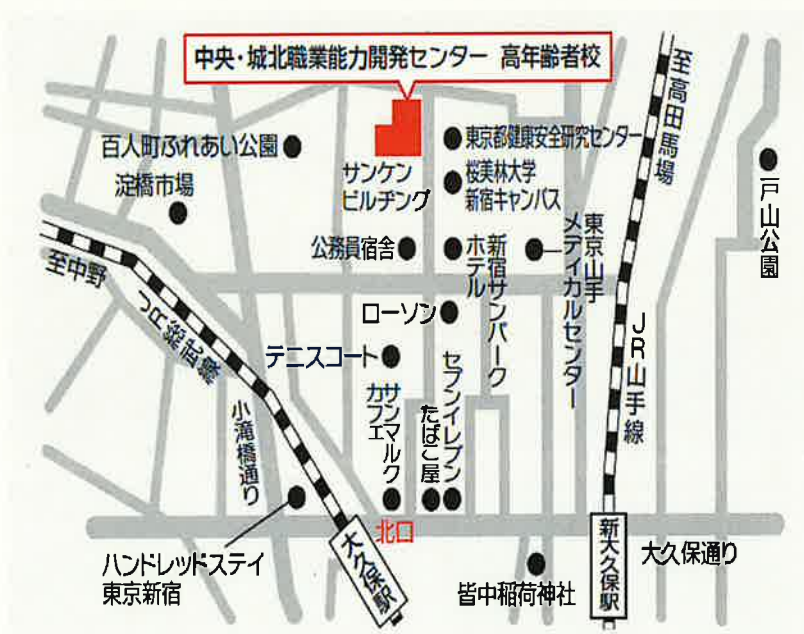 中央・城北職業能力開発センター 高年齢者校
至高田馬場
百人町ふれあい公園
東京都健康安全研究センター
淀橋市場
サンケン
ビルヂング
桜美林大学
新宿キャンパス
戸山公園
公務員宿舎
新宿サンパーク
ホテル
東京山手
メディカルセンター
至中野
JR総武線
ローソン
テニスコート
JR山手線
サンマルク
カフェ
たばこ屋
セブンイレブン
小滝橋通り
北口
大久保駅
新大久保駅
大久保通り
ハンドレッドステイ
東京新宿
皆中稲荷神社